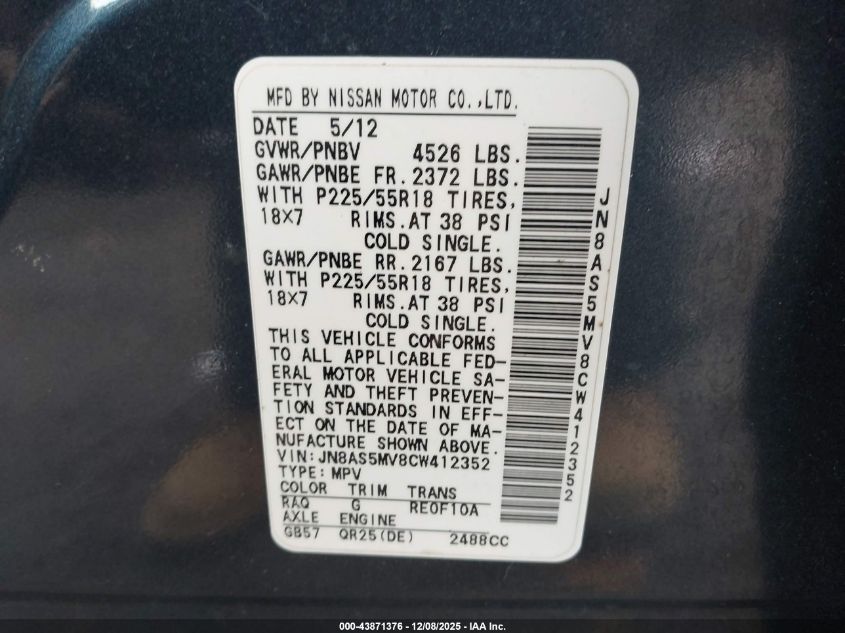 MFD BY NISSAN MOTOR CO.,LTD.
DATE 5/12
GVWR/PNBV 4526 LBS.
GAWR/PNBE FR. 2372 LBS.
WITH P225/55R18 TIRES,
18X7 RIMS.AT 38 PSI
COLD SINGLE.
GAWR/PNBE RR. 2167 LBS.
WITH P225/55R18 TIRES,
18X7 RIMS.AT 38 PSI
COLD SINGLE.
THIS VEHICLE CONFORMS
TO ALL APPLICABLE FED-
ERAL MOTOR VEHICLE SA-
FETY AND THEFT PREVEN-
TION STANDARDS IN EFF-
ECT ON THE DATE OF MA-
NUFACTURE SHOWN ABOVE.
VIN:JN8AS5MV8CW412352
TYPE:MPV
COLOR TRIM TRANS
RAQ G RE0F10A
AXLE ENGINE
GB57 QR25(DE) 2488CC
JN8AS5MV8CW412352
000-43871376 - 12/08/2025 - IAA Inc.